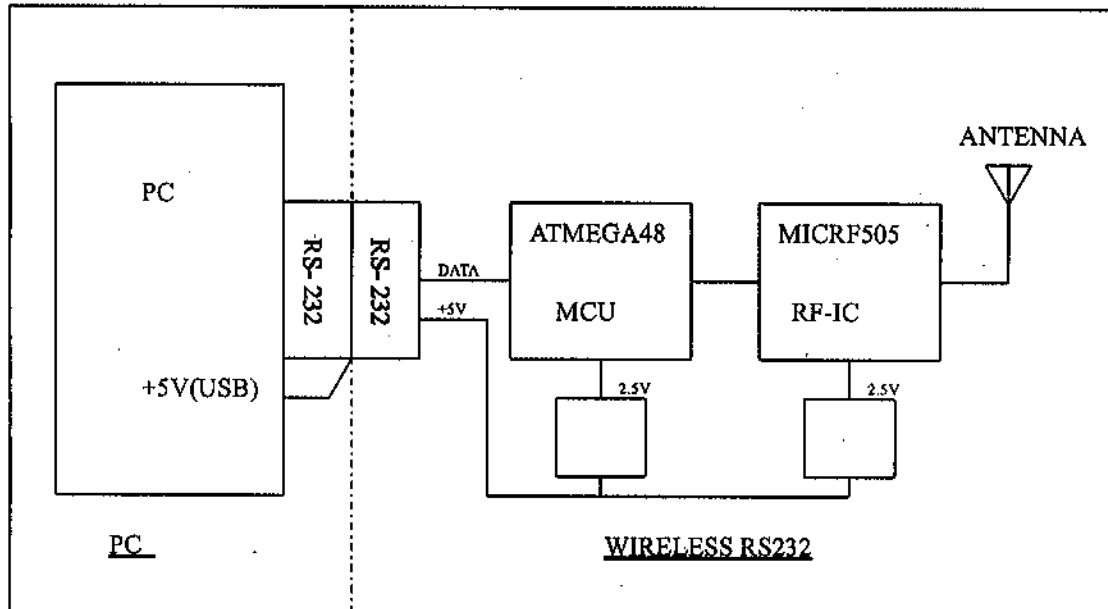 ANTENNA
PC
RS-232
RS-232
ATMEGA48
MCU
MICRF505
RF-IC
DATA
+5V
+5V(USB)
2.5V
2.5V
PC
WIRELESS RS232